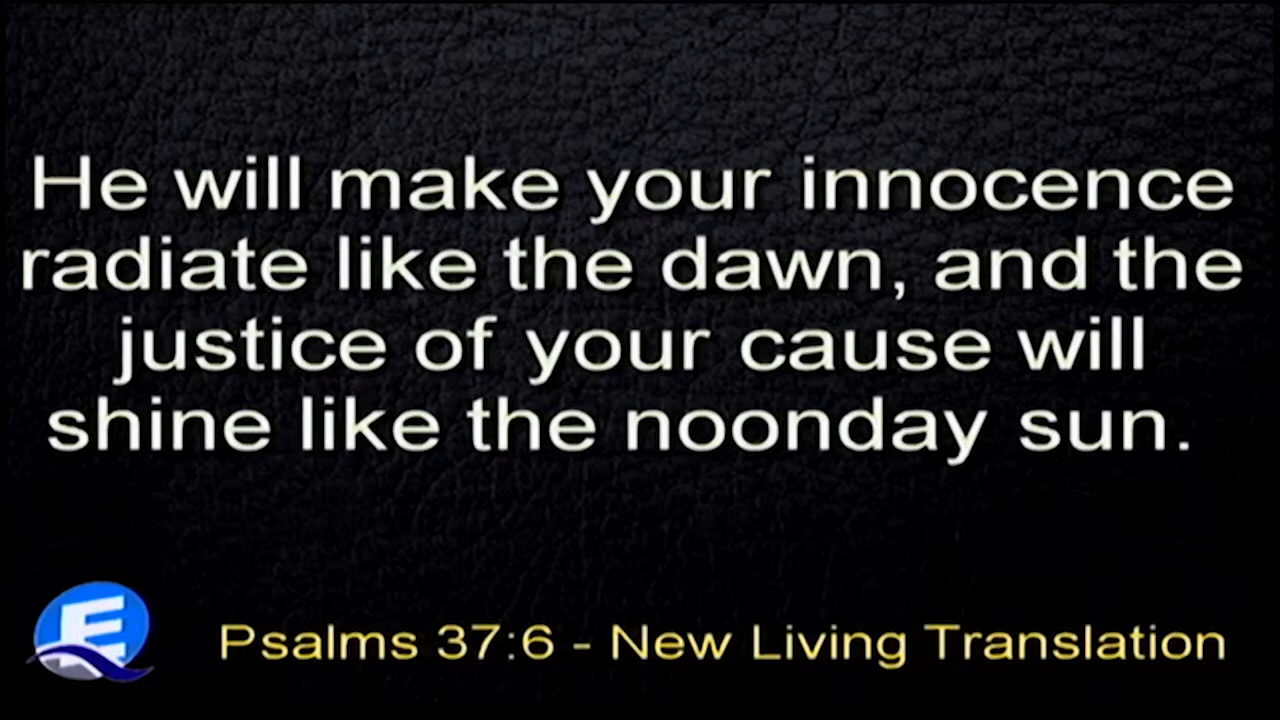 He will make your innocence
radiate like the dawn, and the
justice of your cause will
shine like the noonday sun.
E
Psalms 37:6 - New Living Translation